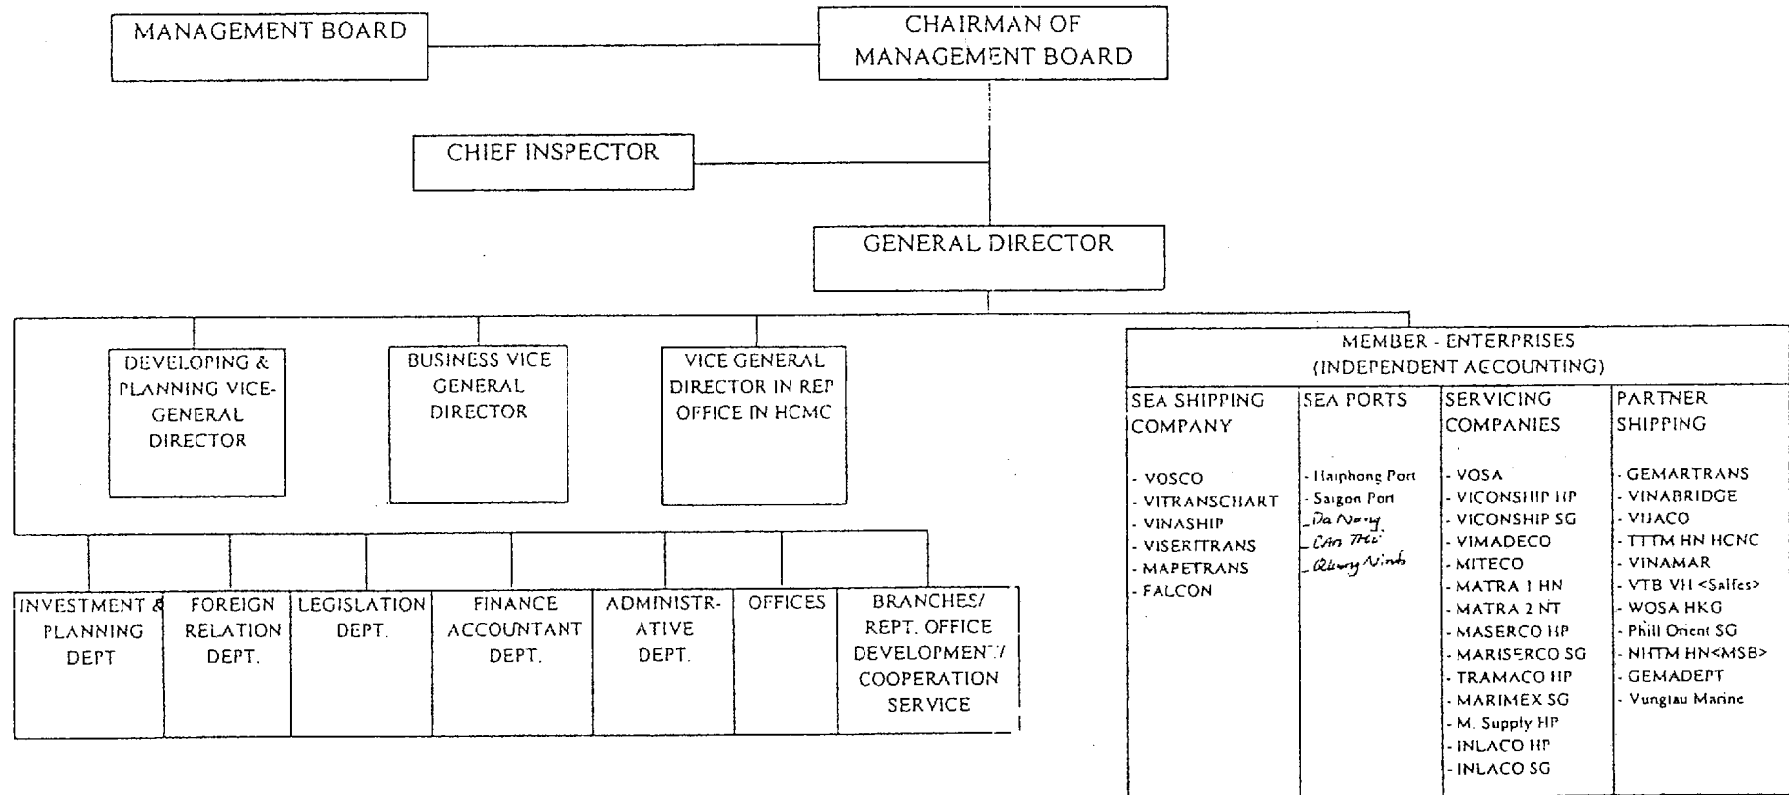 MANAGEMENT BOARD
CHAIRMAN OF
MANAGEMENT BOARD
CHIEF INSPECTOR
GENERAL DIRECTOR
DEVELOPING &
PLANNING VICE-
GENERAL
DIRECTOR
BUSINESS VICE
GENERAL
DIRECTOR
VICE GENERAL
DIRECTOR IN REP
OFFICE IN HCMC
MEMBER - ENTERPRISES
(INDEPENDENT ACCOUNTING)
SEA SHIPPING
COMPANY
- VOSCO
- VITRANSCHART
- VINASHIP
- VISERITRANS
- MAPETRANS
- FALCON
SEA PORTS
- Haiphong Port
- Saigon Port
- Da Nang
- Cần Thơ
- Quảng Ninh
SERVICING
COMPANIES
- VOSA
- VICONSHIP HP
- VICONSHIP SG
- VIMADECO
- MITECO
- MATRA 1 HN
- MATRA 2 NT
- MASERCO HP
- MARISERCO SG
- TRAMACO HP
- MARIMEX SG
- M. Supply HP
- INLACO HP
- INLACO SG
PARTNER
SHIPPING
- GEMARTRANS
- VINABRIDGE
- VIJACO
- TTTM HN HCNC
- VINAMAR
- VTB VH <Salfes>
- WOSA HKG
- Phill Orient SG
- NHTM HN<MSB>
- GEMADEPT
- Vungtau Marine
INVESTMENT &
PLANNING
DEPT
FOREIGN
RELATION
DEPT.
LEGISLATION
DEPT.
FINANCE
ACCOUNTANT
DEPT.
ADMINISTR-
ATIVE
DEPT.
OFFICES
BRANCHES/
REPT. OFFICE
DEVELOPMENT/
COOPERATION
SERVICE